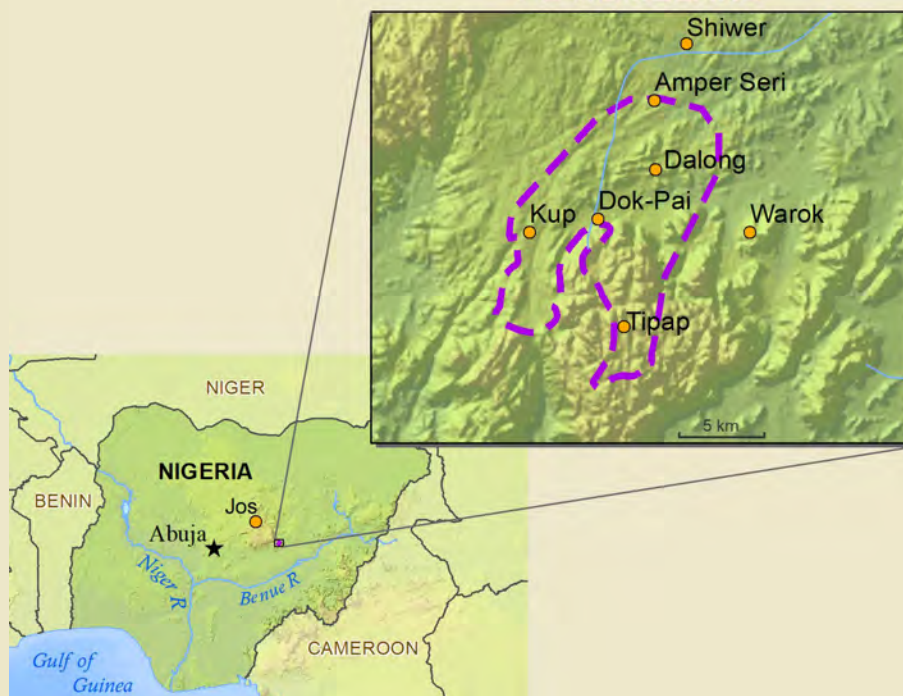 Shiwer
Amper Seri
Dalong
Dok-Pai
Kup
Warok
Tipap
5 km
NIGER
NIGERIA
BENIN
Jos
Abuja
Niger R
Benue R
CAMEROON
Gulf of
Guinea